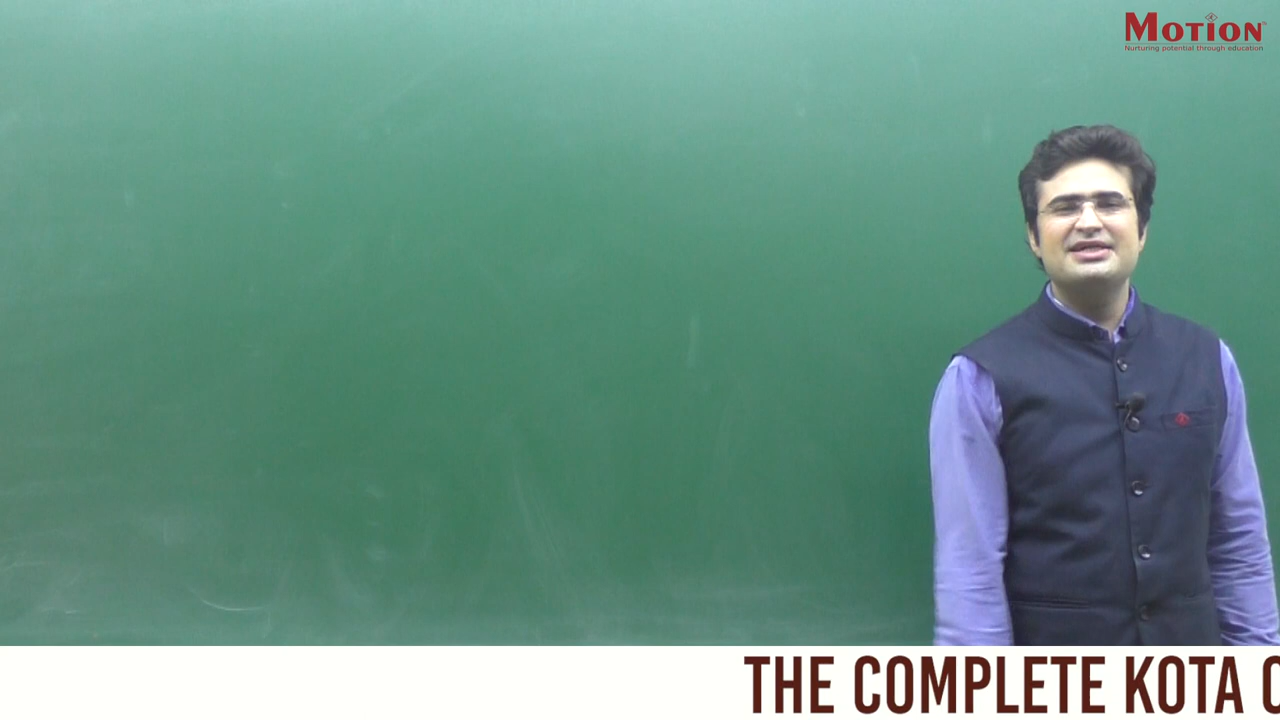 MOTION
Nurturing potential through education
THE COMPLETE KOTA